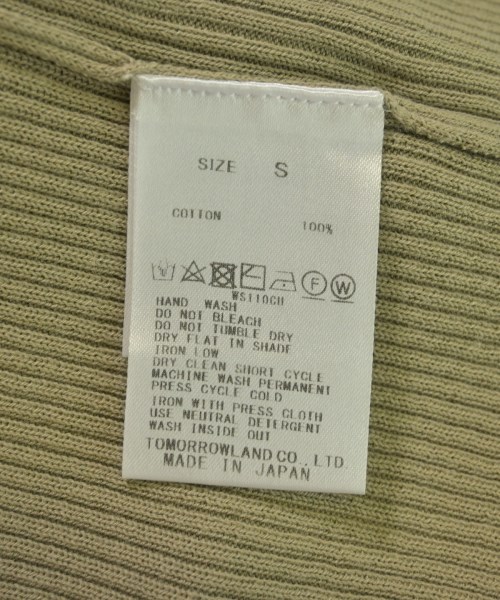 SIZE S
COTTON 100%
F W
WS110CH
HAND WASH
DO NOT BLEACH
DO NOT TUMBLE DRY
DRY FLAT IN SHADE
IRON LOW
DRY CLEAN SHORT CYCLE
MACHINE WASH PERMANENT
PRESS CYCLE COLD
IRON WITH PRESS CLOTH
USE NEUTRAL DETERGENT
WASH INSIDE OUT
TOMORROWLAND CO., LTD.
MADE IN JAPAN